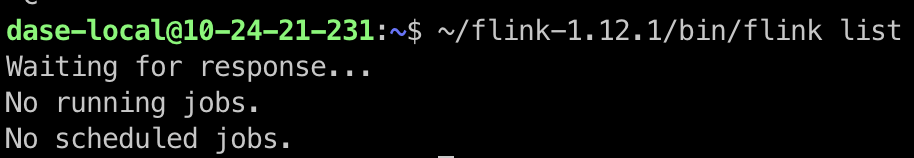 dase-local@10-24-21-231:~$ ~/flink-1.12.1/bin/flink list
Waiting for response...
No running jobs.
No scheduled jobs.